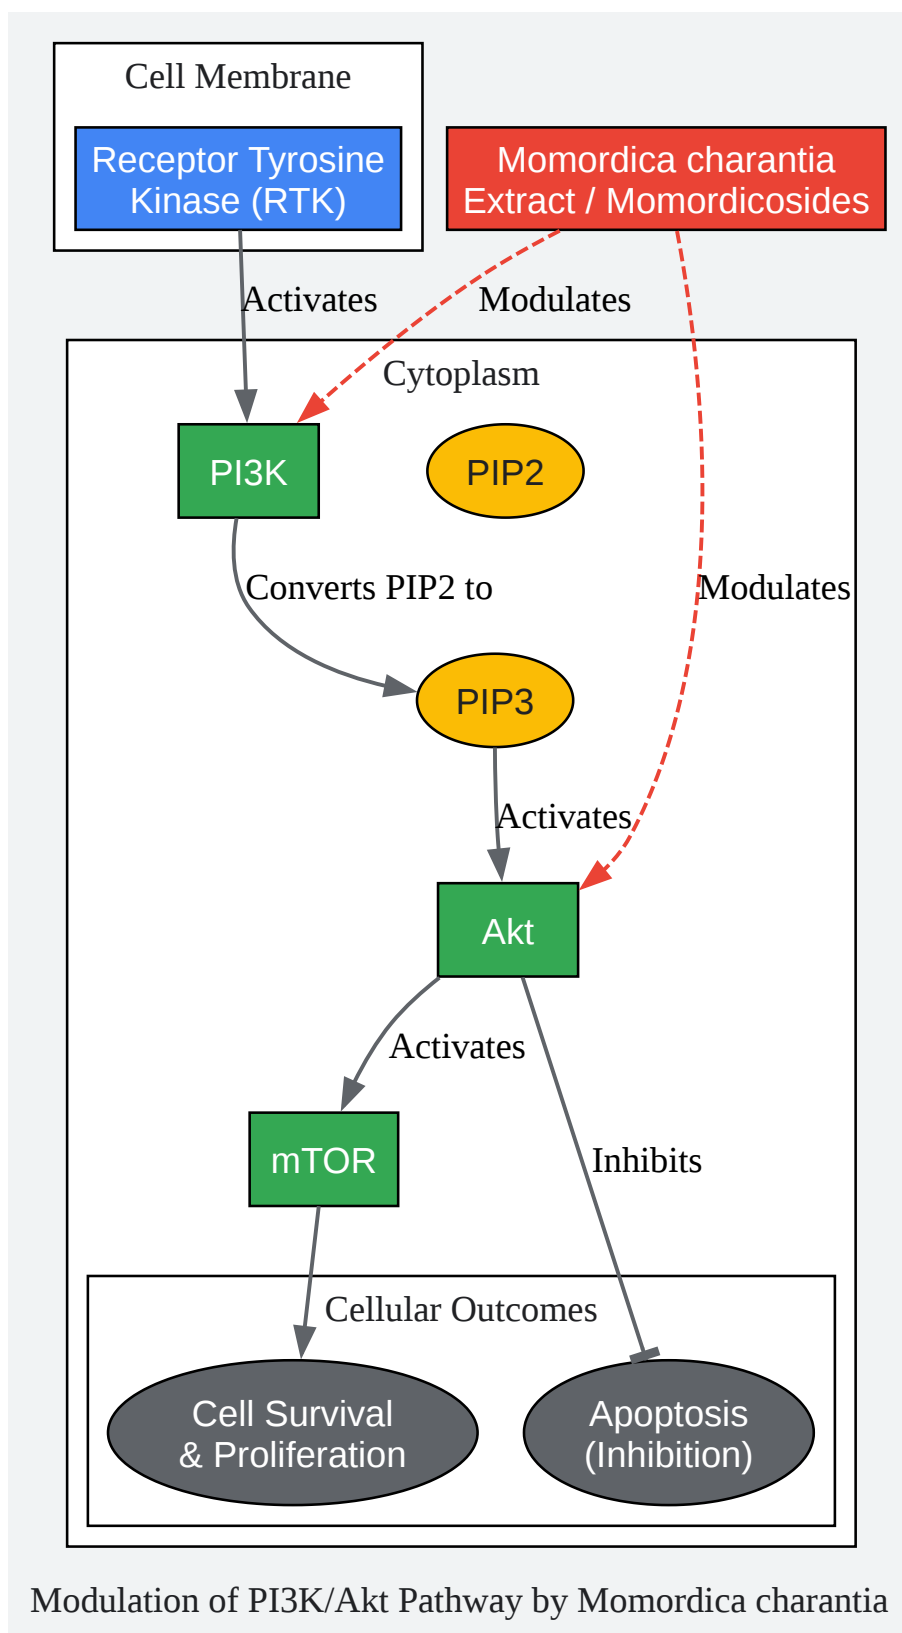 Cell Membrane
Receptor Tyrosine
Kinase (RTK)
Momordica charantia
Extract / Momordicosides
Activates
Modulates
Cytoplasm
PI3K
PIP2
Converts PIP2 to
Modulates
PIP3
Activates
Akt
Activates
mTOR
Inhibits
Cellular Outcomes
Cell Survival
& Proliferation
Apoptosis
(Inhibition)
Modulation of PI3K/Akt Pathway by Momordica charantia